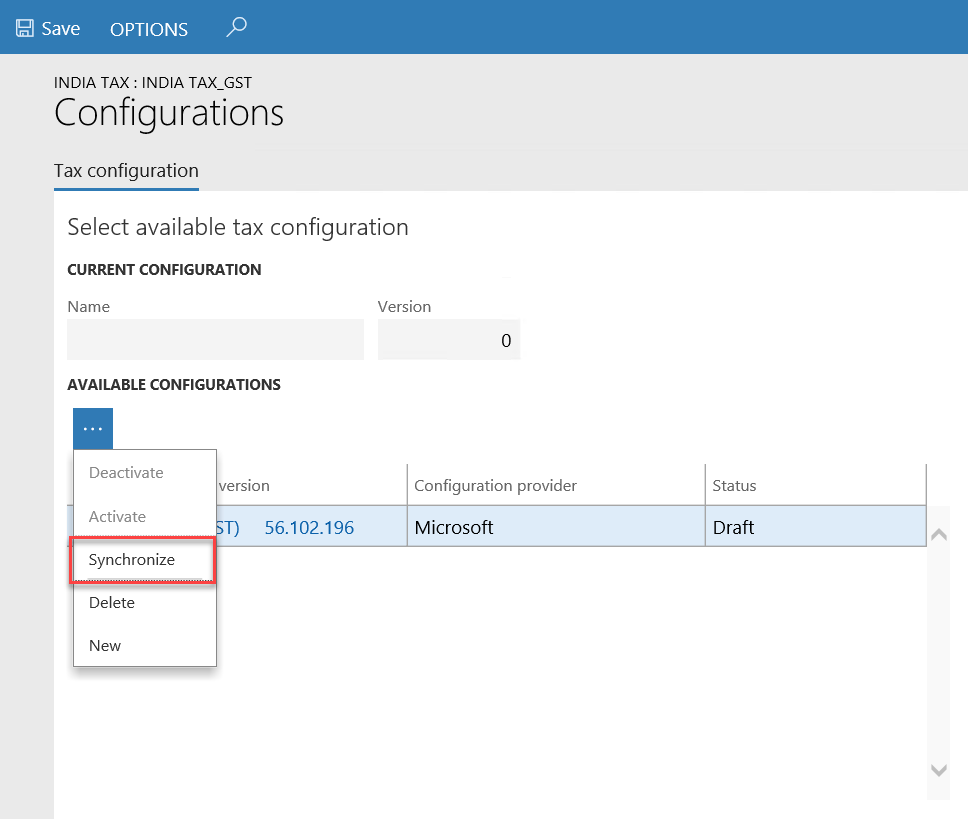 Save OPTIONS
INDIA TAX : INDIA TAX_GST
Configurations
Tax configuration
Select available tax configuration
CURRENT CONFIGURATION
Name Version
0
AVAILABLE CONFIGURATIONS
...
Deactivate
version Configuration provider Status
Activate
ST) 56.102.196 Microsoft Draft
Synchronize
Delete
New